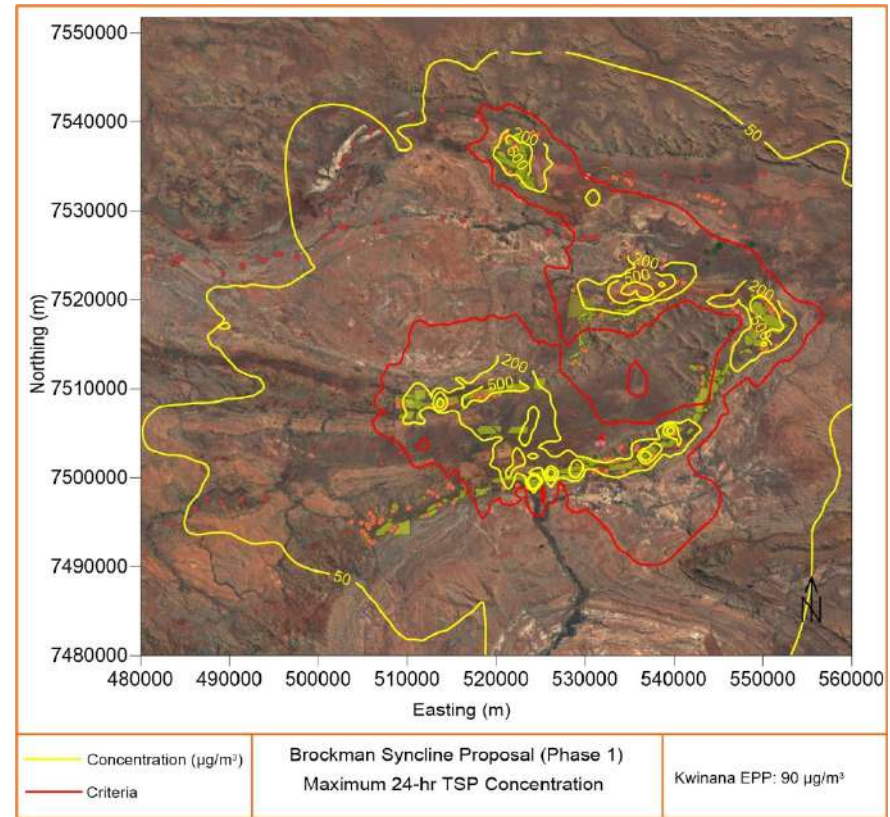 7550000
50
7540000
200
500
7530000
200
500
7520000
200
500
7510000
200
500
7500000
7490000
50
N
7480000
480000 490000 500000 510000 520000 530000 540000 550000 560000
Northing (m)
Easting (m)
Concentration (µg/m³)
Criteria
Brockman Syncline Proposal (Phase 1)
Maximum 24-hr TSP Concentration
Kwinana EPP: 90 µg/m³